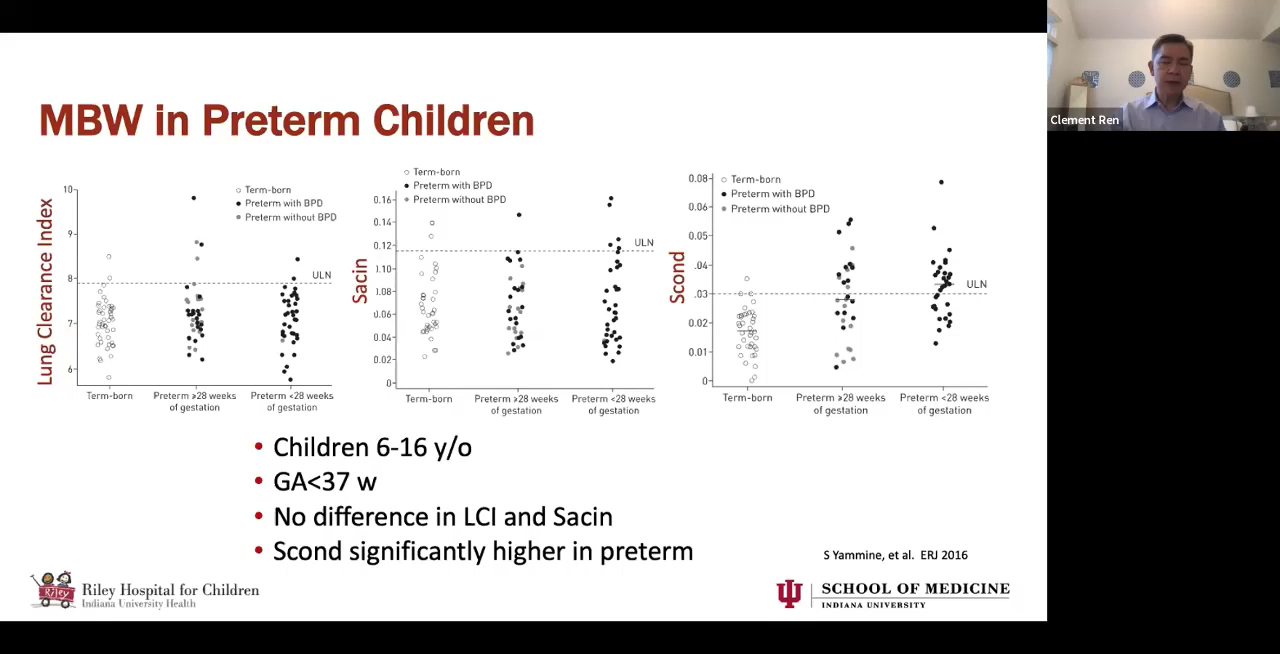 MBW in Preterm Children
Clement Ren
Lung Clearance Index
10
9
8
7
6
Term-born
Preterm with BPD
Preterm without BPD
ULN
Term-born
Preterm ≥28 weeks
of gestation
Preterm <28 weeks
of gestation
Sacin
Term-born
Preterm with BPD
Preterm without BPD
0.16
0.14
0.12
0.10
0.08
0.06
0.04
0.02
0
ULN
Term-born
Preterm ≥28 weeks
of gestation
Preterm <28 weeks
of gestation
Scond
0.08
0.06
0.05
.04
.03
0.02
0.01
0
Term-born
Preterm with BPD
Preterm without BPD
ULN
Term-born
Preterm ≥28 weeks
of gestation
Preterm <28 weeks
of gestation
• Children 6-16 y/o
• GA<37 w
• No difference in LCI and Sacin
• Scond significantly higher in preterm
S Yammine, et al. ERJ 2016
Riley
Riley Hospital for Children
Indiana University Health
SCHOOL OF MEDICINE
INDIANA UNIVERSITY